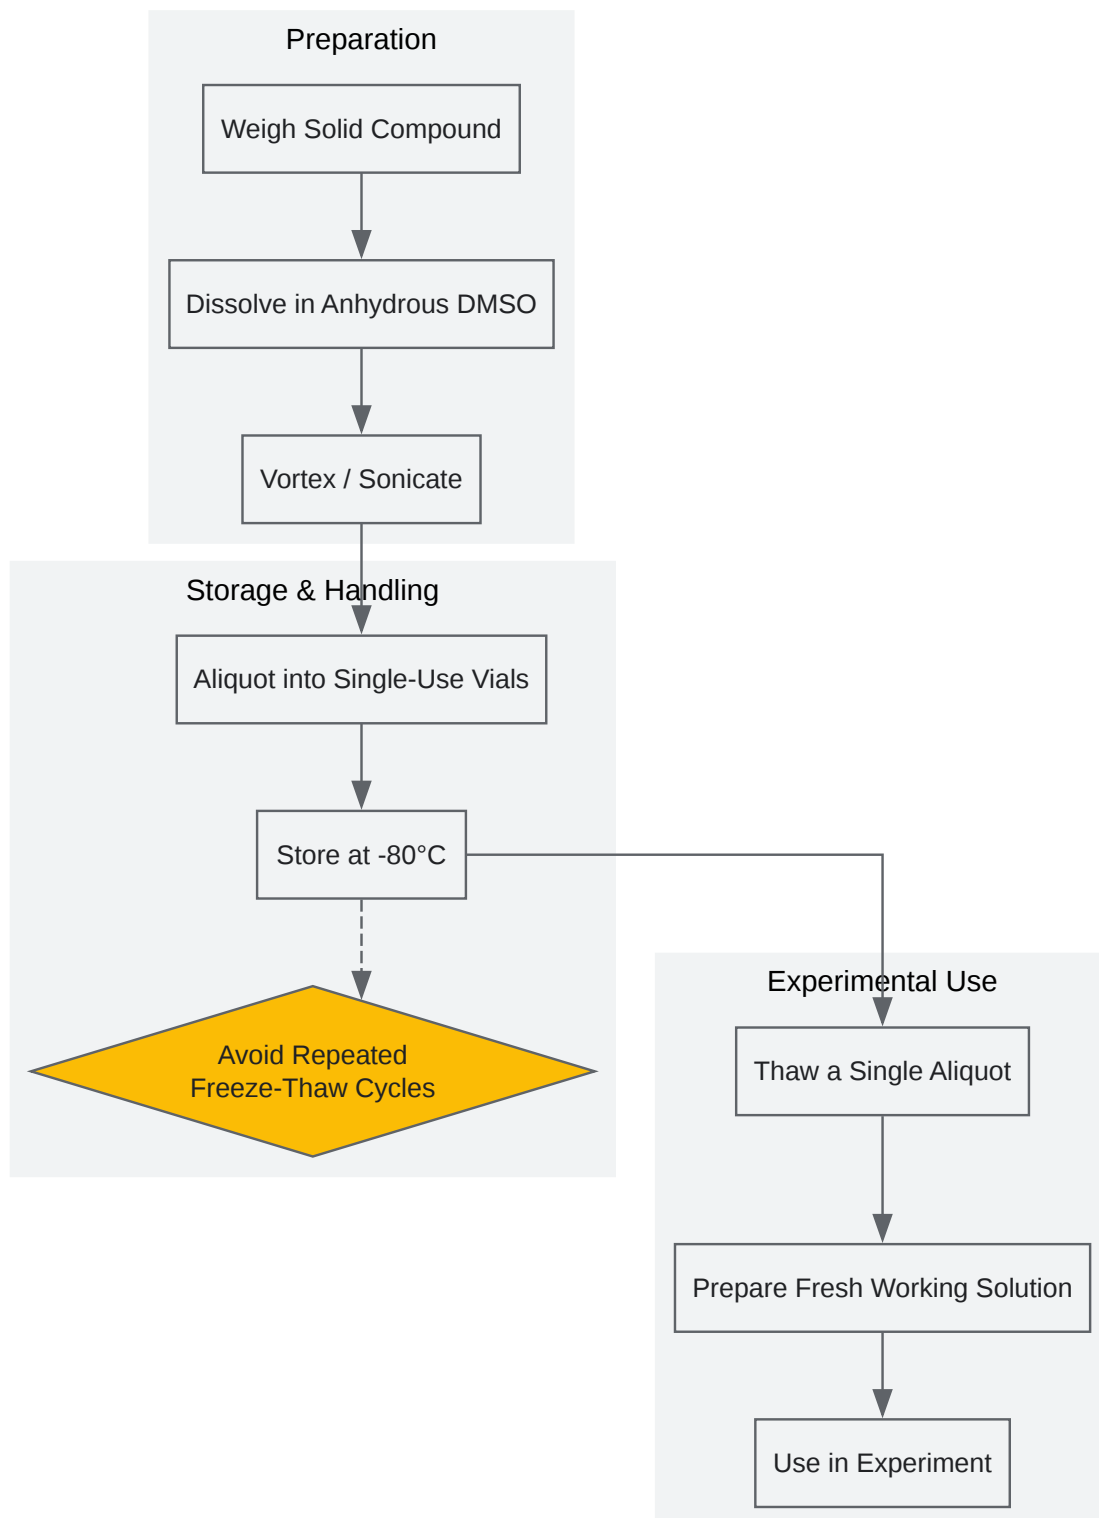 Preparation
Weigh Solid Compound
Dissolve in Anhydrous DMSO
Vortex / Sonicate
Storage & Handling
Aliquot into Single-Use Vials
Store at -80°C
Avoid Repeated
Freeze-Thaw Cycles
Experimental Use
Thaw a Single Aliquot
Prepare Fresh Working Solution
Use in Experiment